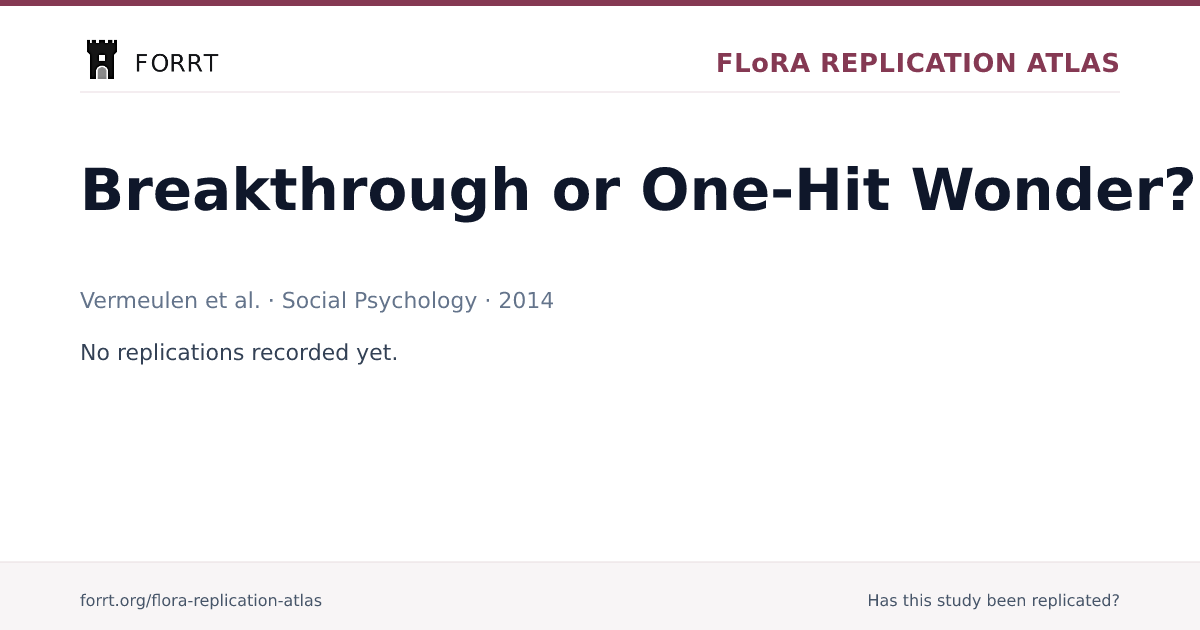 FORRT
FLoRA REPLICATION ATLAS
Breakthrough or One-Hit Wonder?
Vermeulen et al. · Social Psychology · 2014
No replications recorded yet.
forrt.org/flora-replication-atlas
Has this study been replicated?